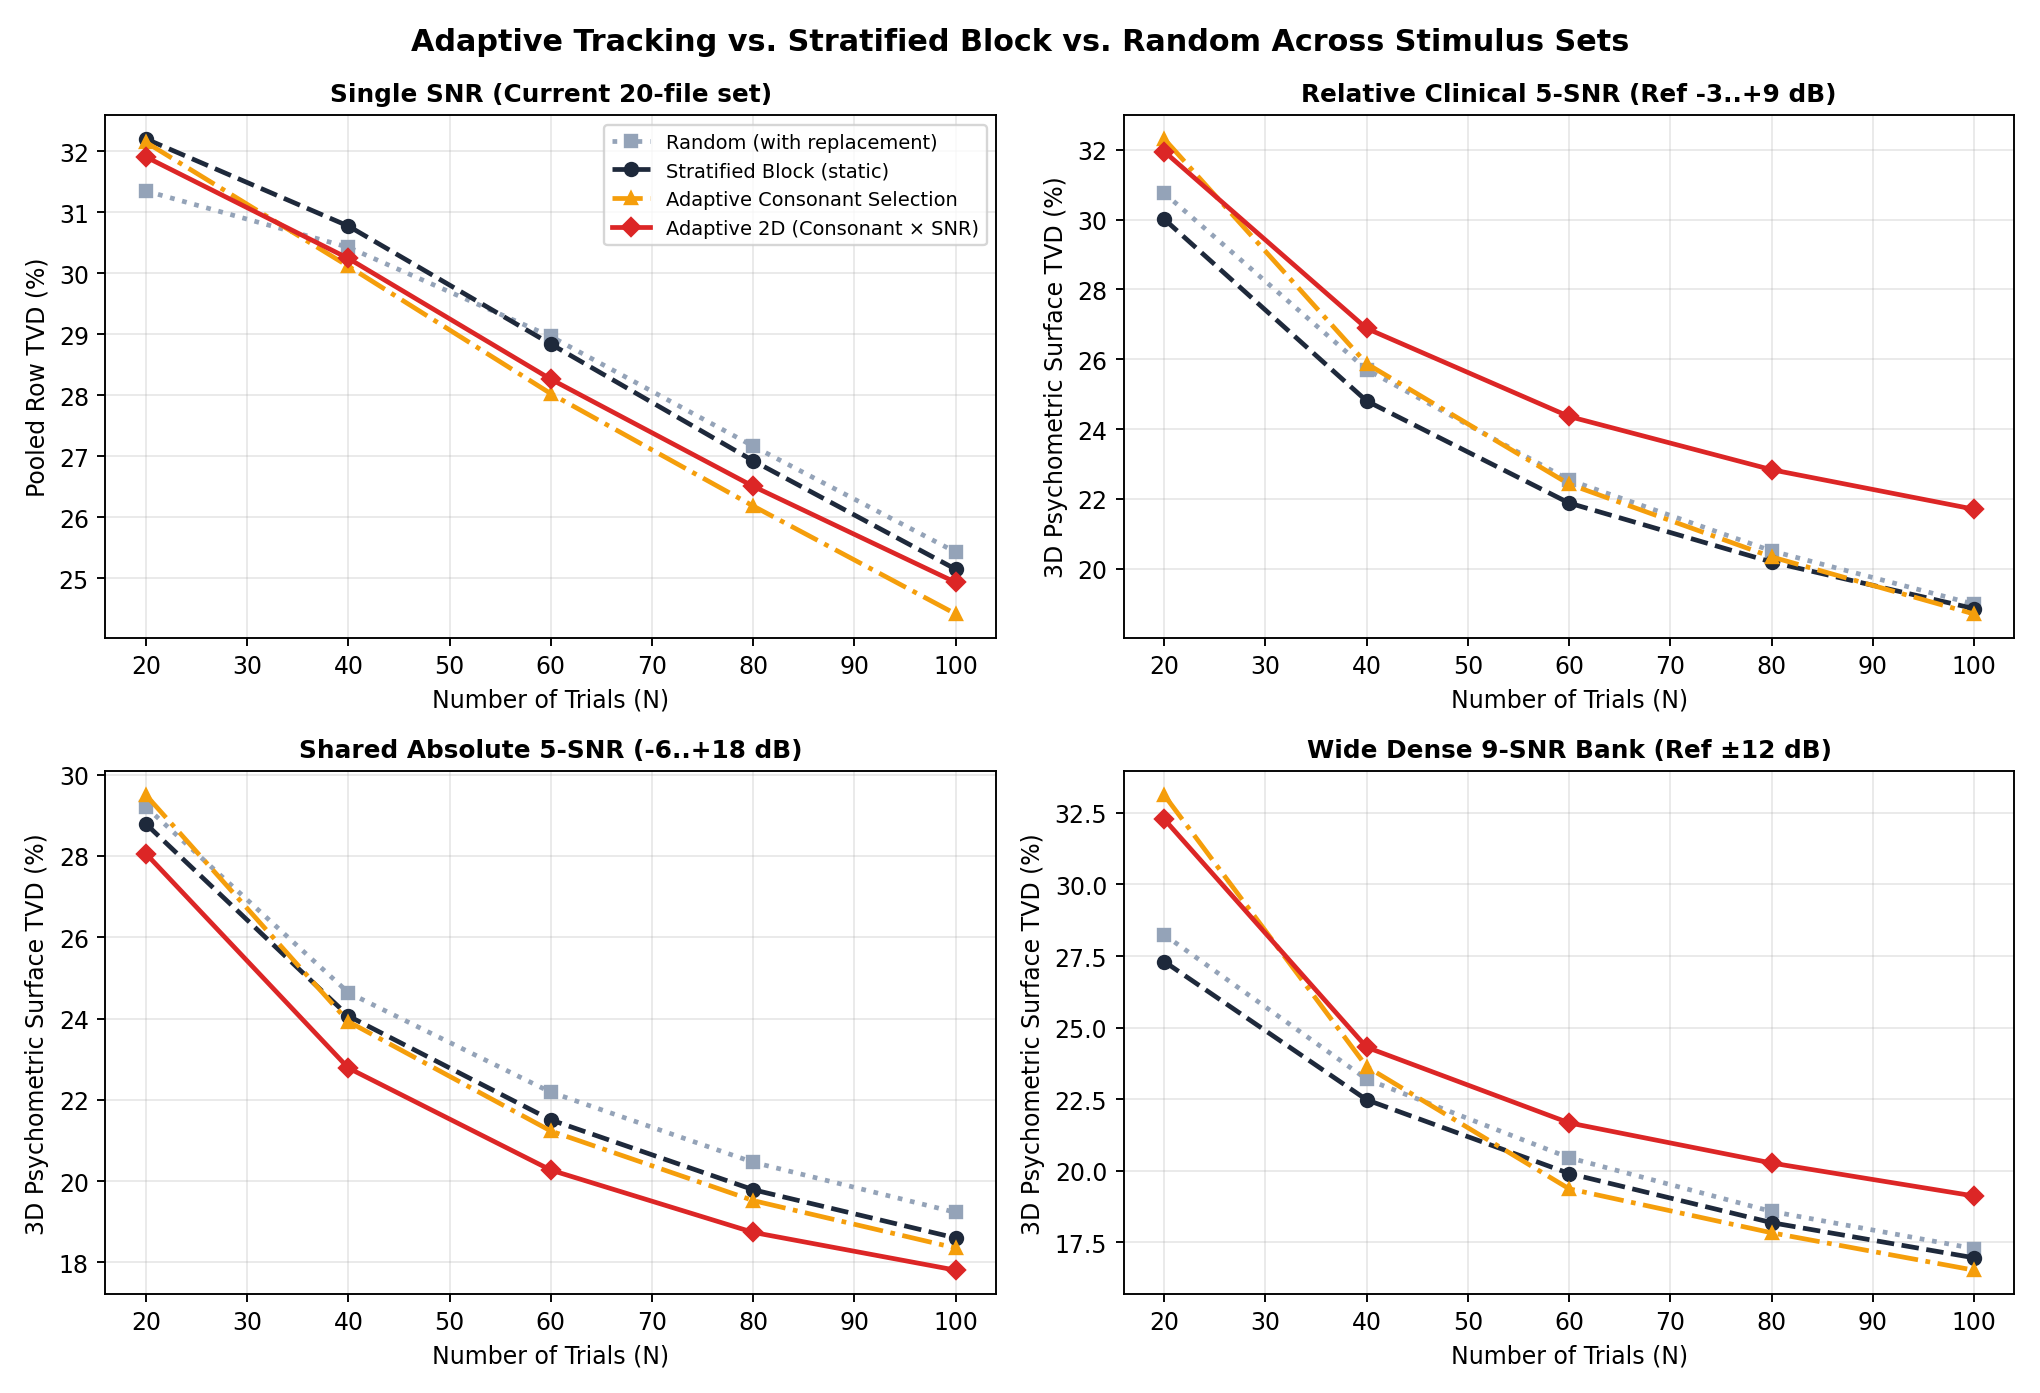 Adaptive Tracking vs. Stratified Block vs. Random Across Stimulus Sets
Single SNR (Current 20-file set)
Pooled Row TVD (%)
32
31
30
29
28
27
26
25
20 30 40 50 60 70 80 90 100
Number of Trials (N)
Random (with replacement)
Stratified Block (static)
Adaptive Consonant Selection
Adaptive 2D (Consonant × SNR)
Relative Clinical 5-SNR (Ref -3..+9 dB)
3D Psychometric Surface TVD (%)
32
30
28
26
24
22
20
20 30 40 50 60 70 80 90 100
Number of Trials (N)
Shared Absolute 5-SNR (-6..+18 dB)
3D Psychometric Surface TVD (%)
30
28
26
24
22
20
18
20 30 40 50 60 70 80 90 100
Number of Trials (N)
Wide Dense 9-SNR Bank (Ref ±12 dB)
3D Psychometric Surface TVD (%)
32.5
30.0
27.5
25.0
22.5
20.0
17.5
20 30 40 50 60 70 80 90 100
Number of Trials (N)